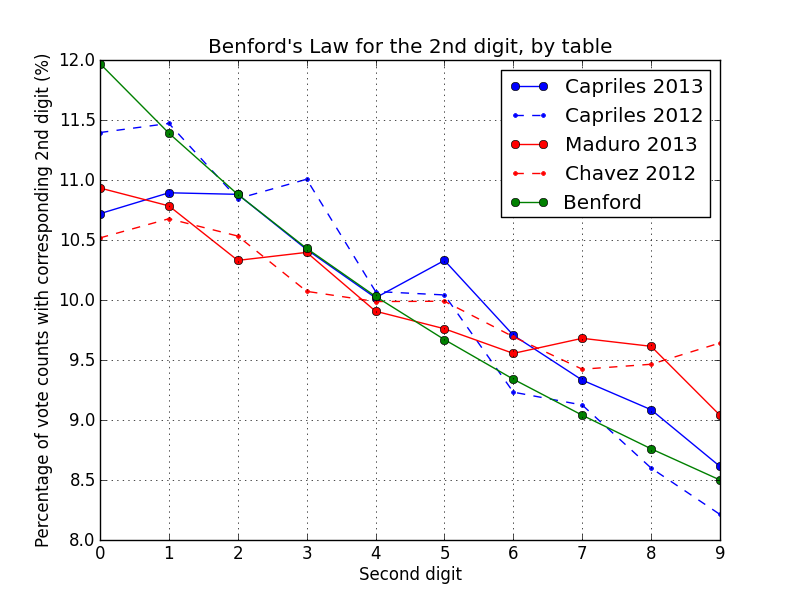 Benford's Law for the 2nd digit, by table
Percentage of vote counts with corresponding 2nd digit (%)
12.0
11.5
11.0
10.5
10.0
9.5
9.0
8.5
8.0
Capriles 2013
Capriles 2012
Maduro 2013
Chavez 2012
Benford
0 1 2 3 4 5 6 7 8 9
Second digit